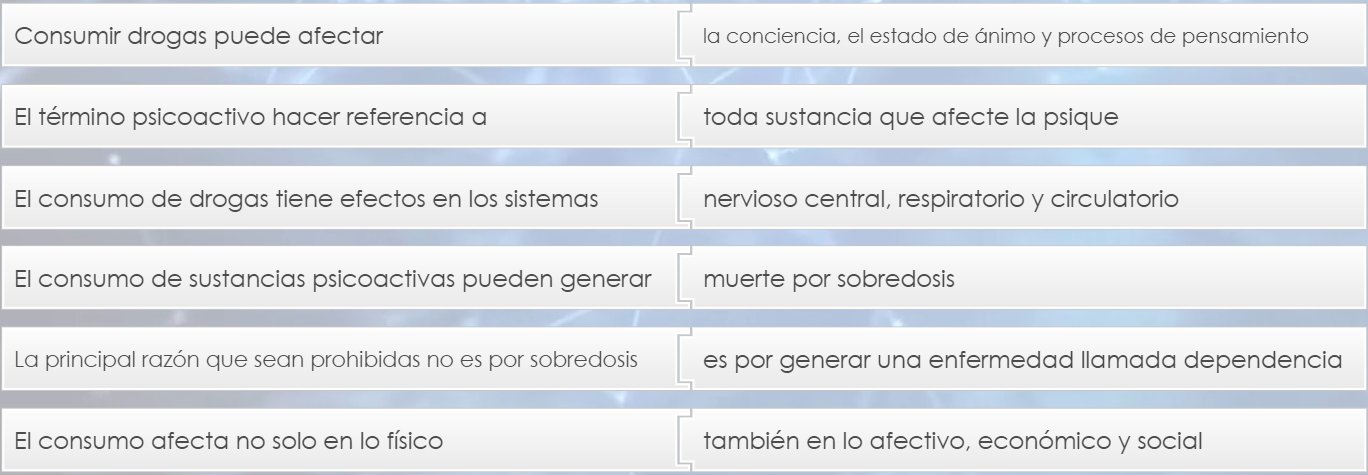 Consumir drogas puede afectar
la conciencia, el estado de ánimo y procesos de pensamiento
El término psicoactivo hacer referencia a
toda sustancia que afecte la psique
El consumo de drogas tiene efectos en los sistemas
nervioso central, respiratorio y circulatorio
El consumo de sustancias psicoactivas pueden generar
muerte por sobredosis
La principal razón que sean prohibidas no es por sobredosis
es por generar una enfermedad llamada dependencia
El consumo afecta no solo en lo físico
también en lo afectivo, económico y social